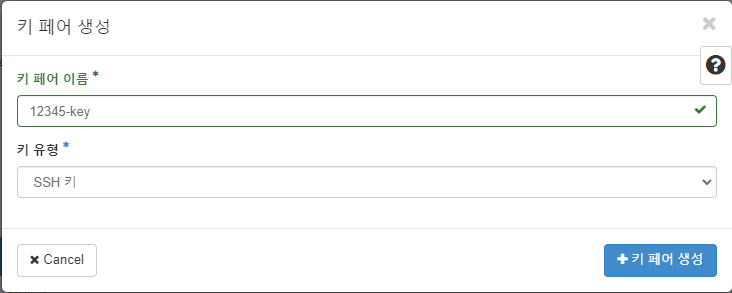 키 페어 생성
키 페어 이름 *
12345-key
키 유형 *
SSH 키
Cancel
키 페어 생성